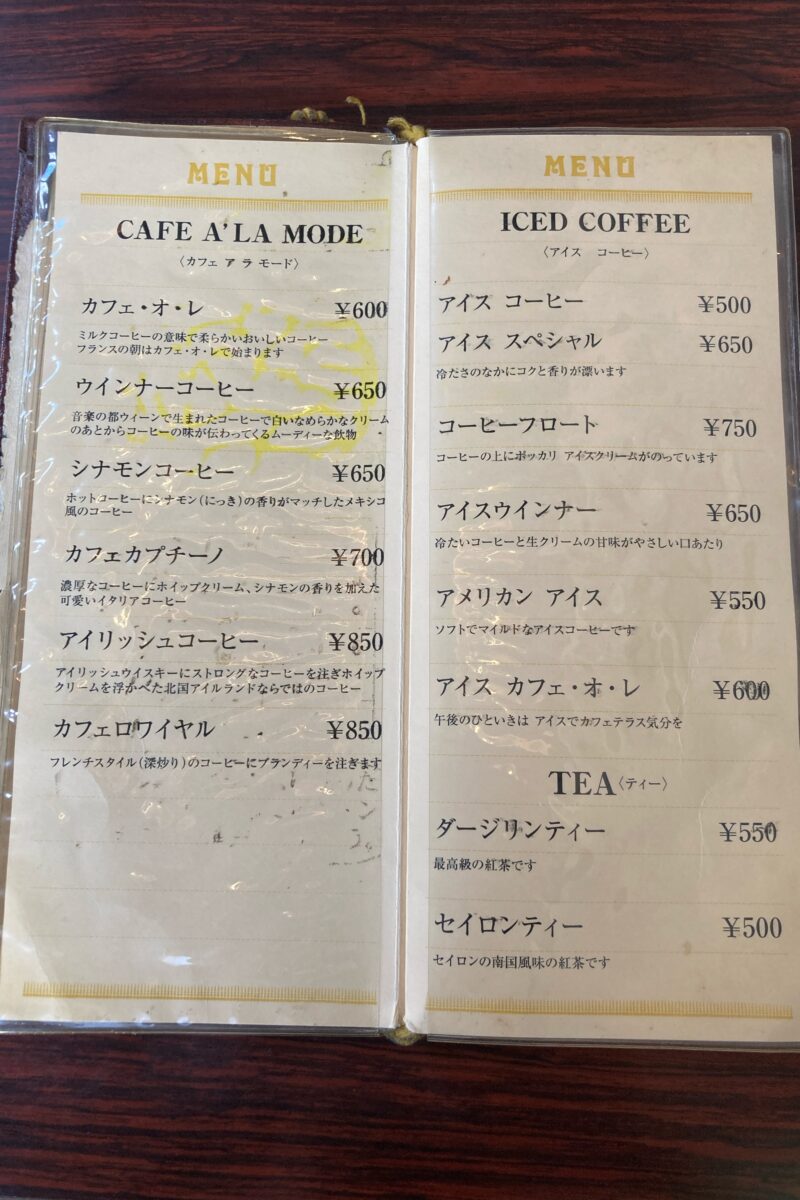 MENU
CAFE A' LA MODE
〈カフェ ア ラ モード〉
カフェ・オ・レ ¥600
ミルクコーヒーの意味で柔らかいおいしいコーヒー
フランスの朝はカフェ・オ・レで始まります
ウインナーコーヒー ¥650
音楽の都ウィーンで生まれたコーヒーで白いなめらかなクリーム
のあとからコーヒーの味が伝わってくるムーディーな飲物
シナモンコーヒー ¥650
ホットコーヒーにシナモン(にっき)の香りがマッチしたメキシコ
風のコーヒー
カフェカプチーノ ¥700
濃厚なコーヒーにホイップクリーム、シナモンの香りを加えた
可愛いイタリアコーヒー
アイリッシュコーヒー ¥850
アイリッシュウイスキーにストロングなコーヒーを注ぎホイップ
クリームを浮かべた北国アイルランドならではのコーヒー
カフェロワイヤル ¥850
フレンチスタイル(深炒り)のコーヒーにブランディーを注ぎます
MENU
ICED COFFEE
〈アイス コーヒー〉
アイス コーヒー ¥500
アイス スペシャル ¥650
冷たさのなかにコクと香りが漂います
コーヒーフロート ¥750
コーヒーの上にポッカリ アイスクリームがのっています
アイスウインナー ¥650
冷たいコーヒーと生クリームの甘味がやさしい口あたり
アメリカン アイス ¥550
ソフトでマイルドなアイスコーヒーです
アイス カフェ・オ・レ ¥600
午後のひといきは アイスでカフェテラス気分を
TEA〈ティー〉
ダージリンティー ¥550
最高級の紅茶です
セイロンティー ¥500
セイロンの南国風味の紅茶です